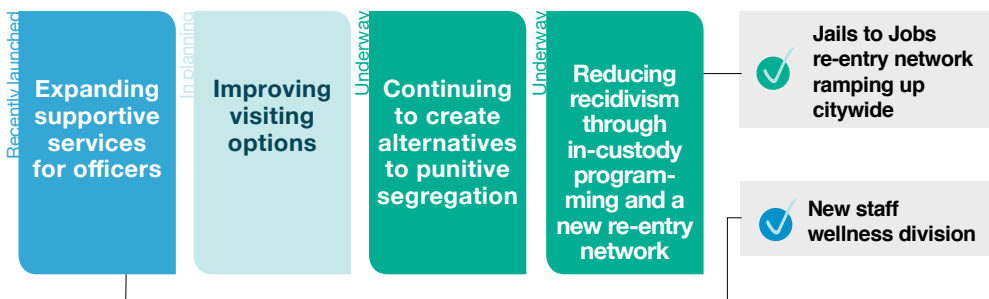 Recently launched
Expanding
supportive
services
for officers
In planning
Improving
visiting
options
Underway
Continuing
to create
alternatives
to punitive
segregation
Underway
Reducing
recidivism
through
in-custody
program-
ming and a
new re-entry
network
Jails to Jobs
re-entry network
ramping up
citywide
New staff
wellness division